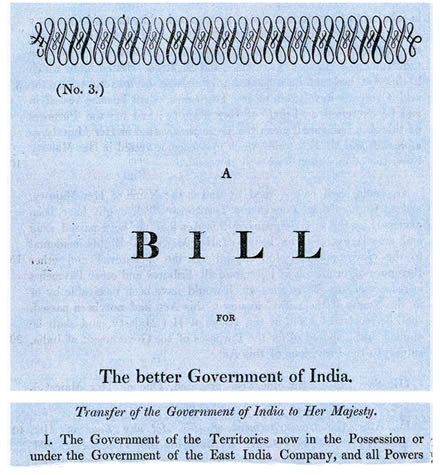 (No. 3.)
A
BILL
FOR
The better Government of India.
Transfer of the Government of India to Her Majesty.
I. The Government of the Territories now in the Possession or
under the Government of the East India Company, and all Powers